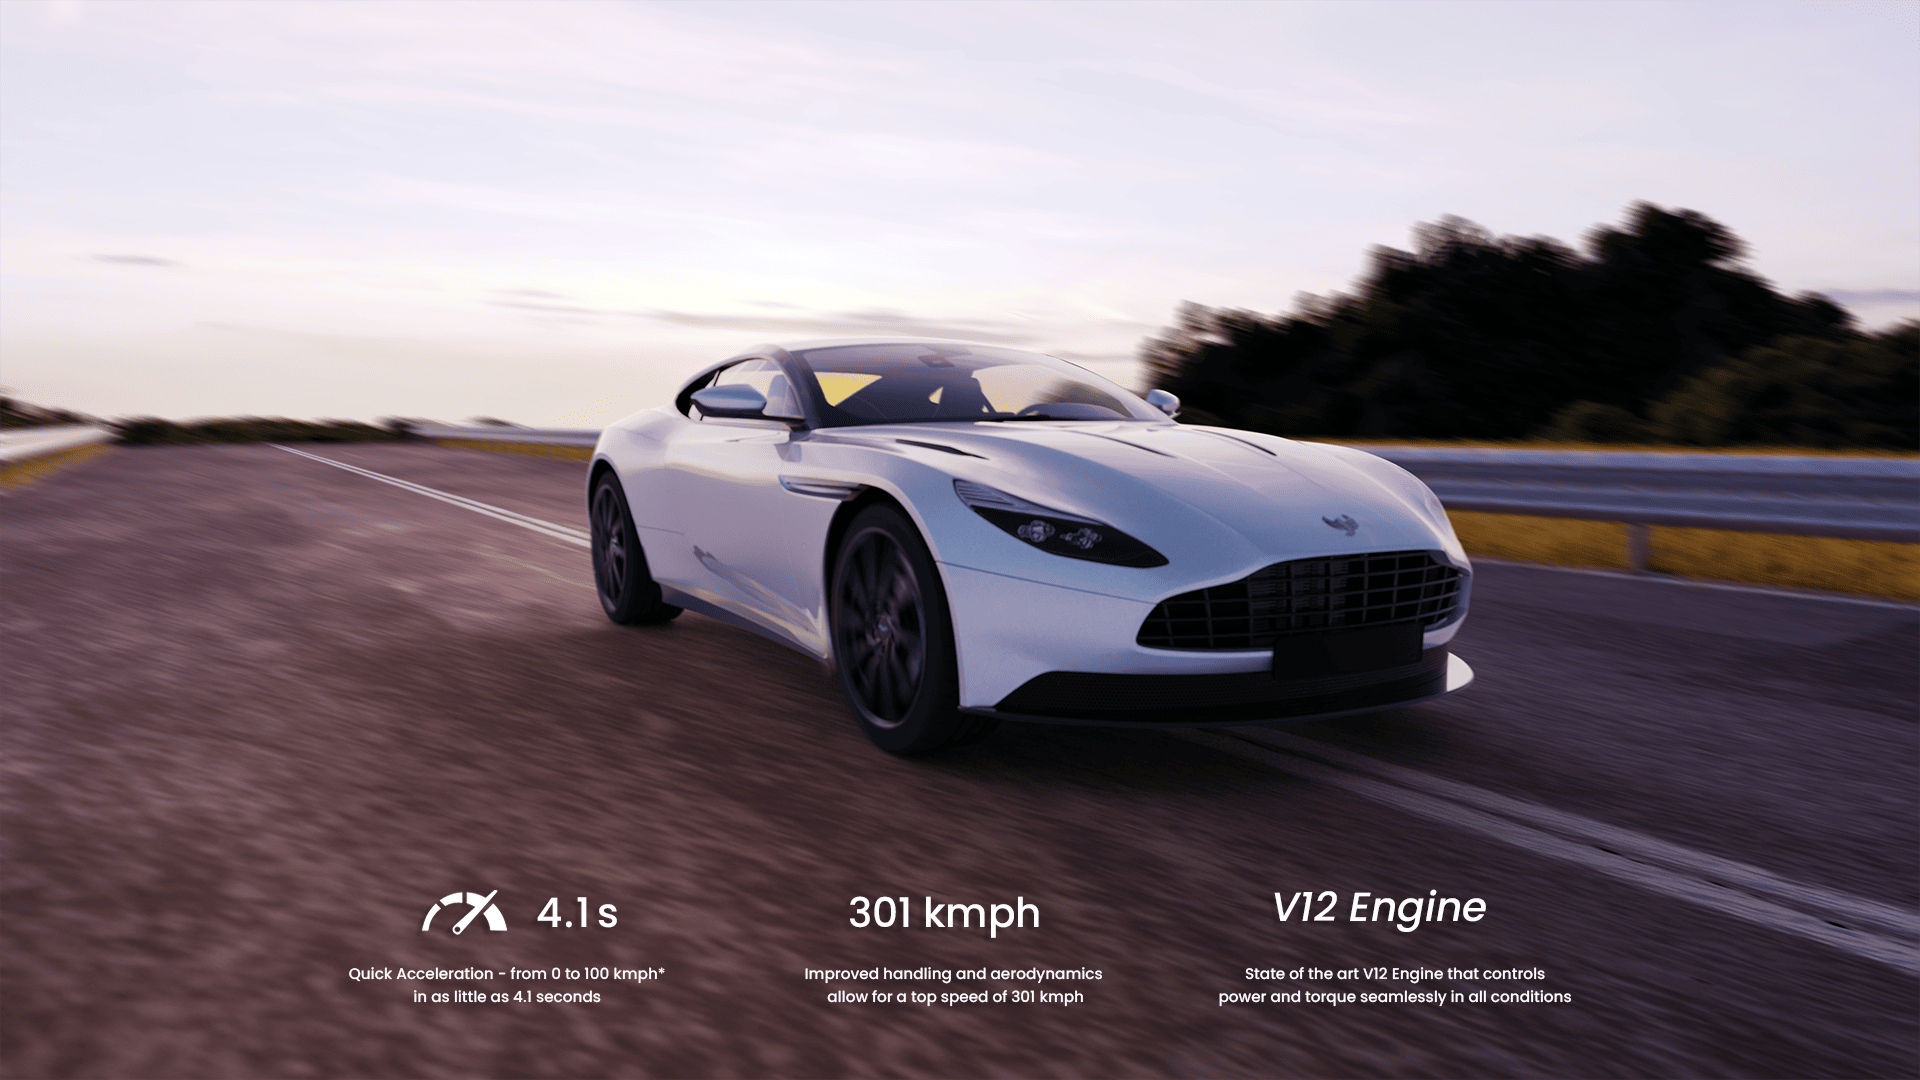 4.1 s
Quick Acceleration - from 0 to 100 kmph*
in as little as 4.1 seconds
301 kmph
Improved handling and aerodynamics
allow for a top speed of 301 kmph
V12 Engine
State of the art V12 Engine that controls
power and torque seamlessly in all conditions